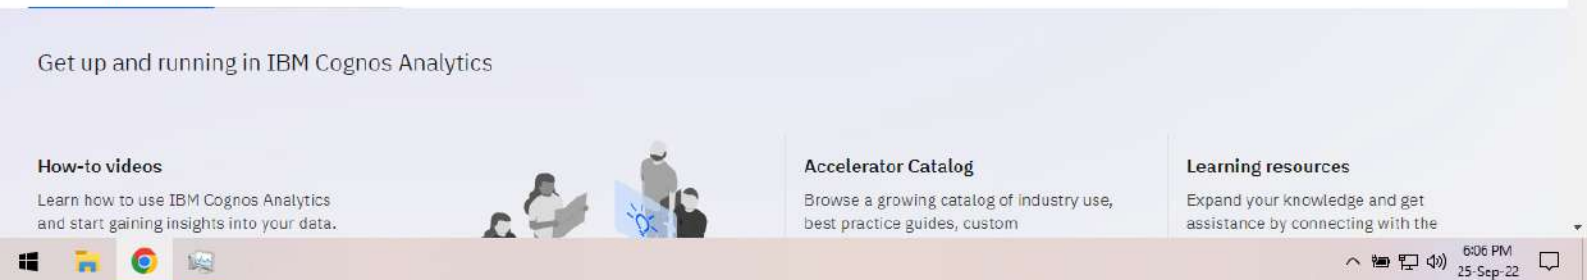 Get up and running in IBM Cognos Analytics
How-to videos
Learn how to use IBM Cognos Analytics
and start gaining insights into your data.
Accelerator Catalog
Browse a growing catalog of industry use,
best practice guides, custom
Learning resources
Expand your knowledge and get
assistance by connecting with the
6:06 PM
25-Sep-22